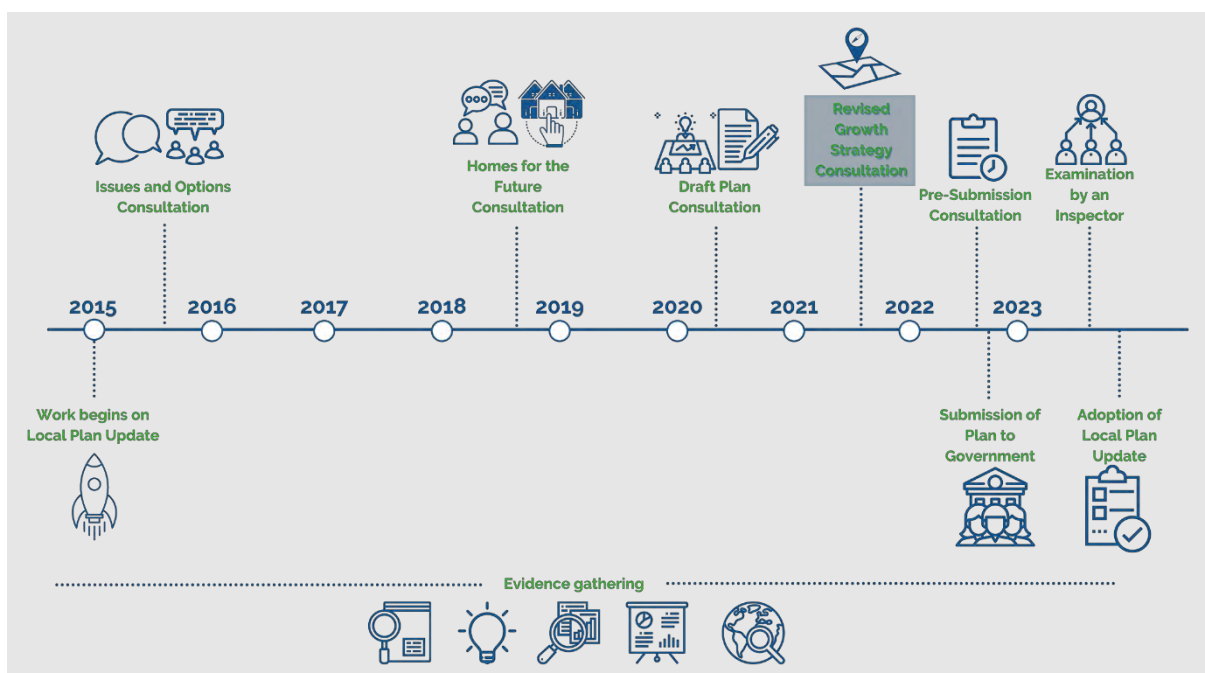 Issues and Options
Consultation
Homes for the
Future
Consultation
Draft Plan
Consultation
Revised
Growth
Strategy
Consultation
Pre-Submission
Consultation
Examination
by an
Inspector
2015
2016
2017
2018
2019
2020
2021
2022
2023
Work begins on
Local Plan Update
Submission of
Plan to
Government
Adoption of
Local Plan
Update
Evidence gathering